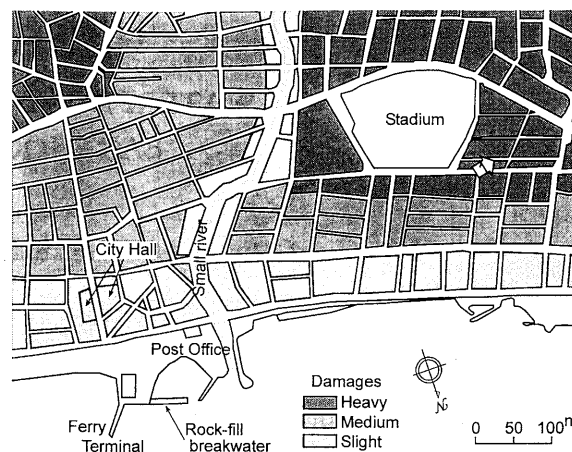 Stadium
City Hall
Small river
Post Office
Ferry
Terminal
Rock-fill
breakwater
Damages
Heavy
Medium
Slight
N
0 50 100m